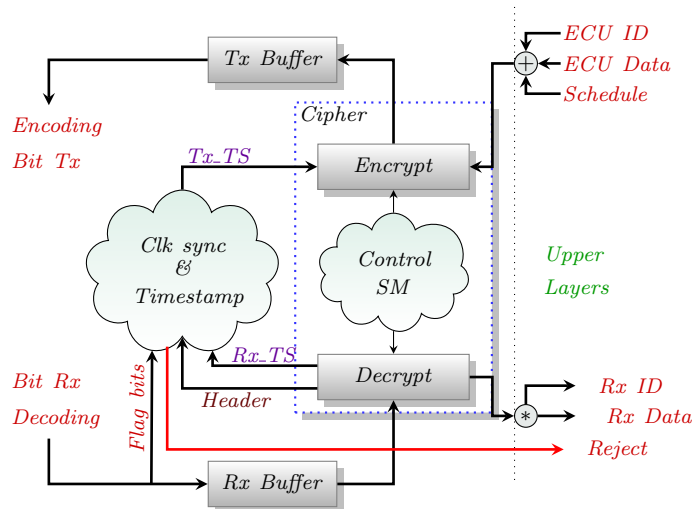 ECU ID
Tx Buffer
+
ECU Data
Schedule
Cipher
Encoding
Bit Tx
Tx_TS
Encrypt
Clk sync
&
Timestamp
Control
SM
Upper
Layers
Rx_TS
Bit Rx
Decoding
Flag bits
Header
Decrypt
Rx ID
*
Rx Data
Reject
Rx Buffer